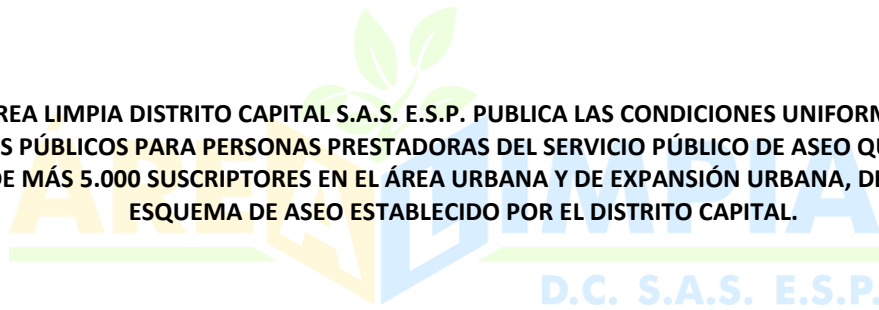 REA LIMPIA DISTRITO CAPITAL S.A.S. E.S.P. PUBLICA LAS CONDICIONES UNIFORM
S PÚBLICOS PARA PERSONAS PRESTADORAS DEL SERVICIO PÚBLICO DE ASEO QU
DE MÁS 5.000 SUSCRIPTORES EN EL ÁREA URBANA Y DE EXPANSIÓN URBANA, DE
ESQUEMA DE ASEO ESTABLECIDO POR EL DISTRITO CAPITAL.
ÁREA LIMPIA
D.C. S.A.S. E.S.P.